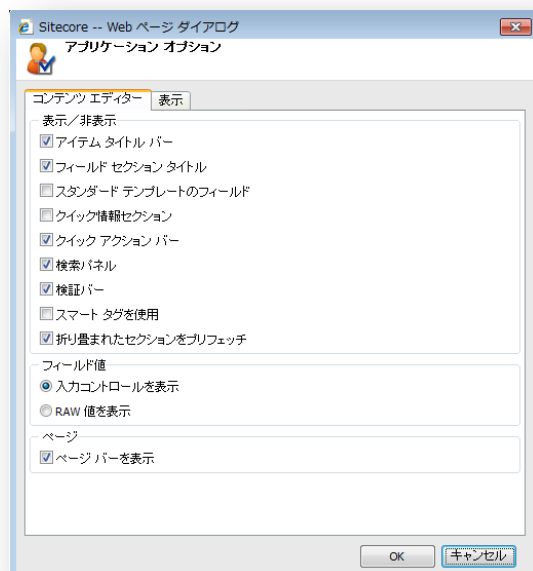 Sitecore -- Web ページ ダイアログ
アプリケーション オプション
コンテンツ エディター 表示
表示／非表示
アイテム タイトル バー
フィールド セクション タイトル
スタンダード テンプレートのフィールド
クイック情報セクション
クイック アクション バー
検索パネル
検証バー
スマート タグを使用
折り畳まれたセクションをプリフェッチ
フィールド値
入力コントロールを表示
RAW 値を表示
ページ
ページ バーを表示
OK キャンセル